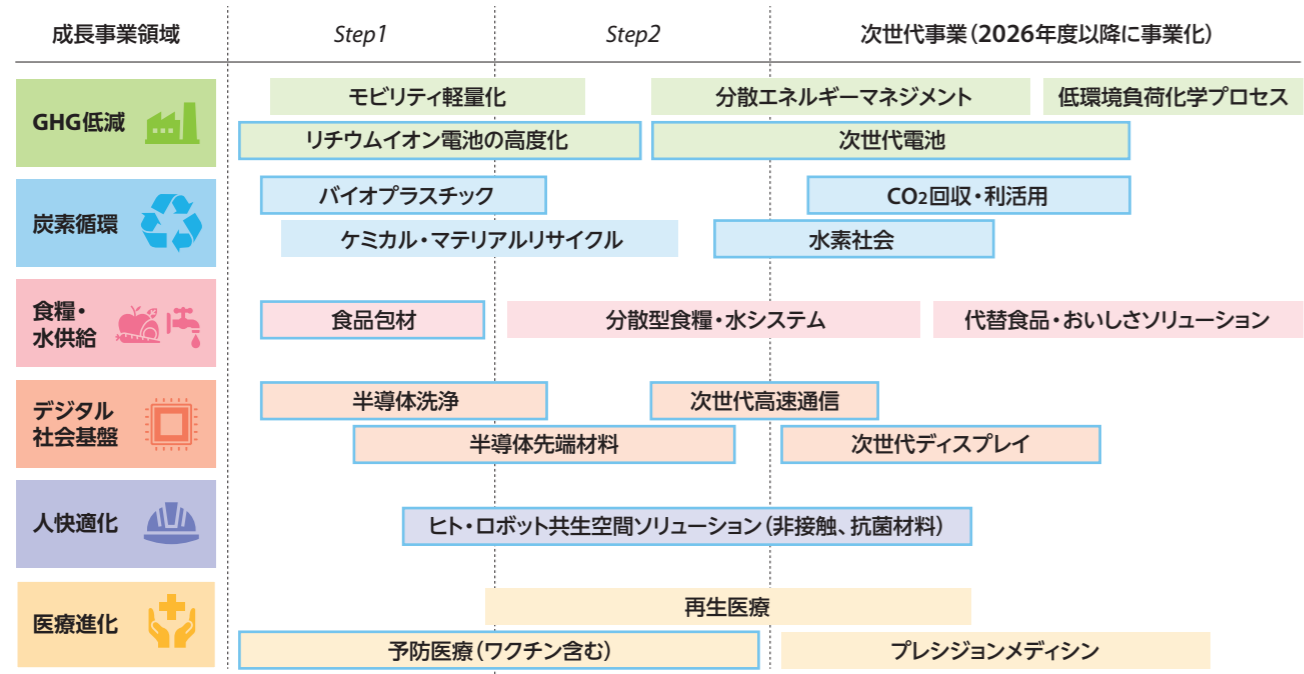 成長事業領域
Step1
Step2
次世代事業(2026年度以降に事業化)
GHG低減
モビリティ軽量化
分散エネルギーマネジメント
低環境負荷化学プロセス
リチウムイオン電池の高度化
次世代電池
炭素循環
バイオプラスチック
CO2回収・利活用
ケミカル・マテリアルリサイクル
水素社会
食糧・
水供給
食品包材
分散型食糧・水システム
代替食品・おいしさソリューション
デジタル
社会基盤
半導体洗浄
次世代高速通信
半導体先端材料
次世代ディスプレイ
人快適化
ヒト・ロボット共生空間ソリューション(非接触、抗菌材料)
医療進化
再生医療
予防医療(ワクチン含む)
プレシジョンメディシン